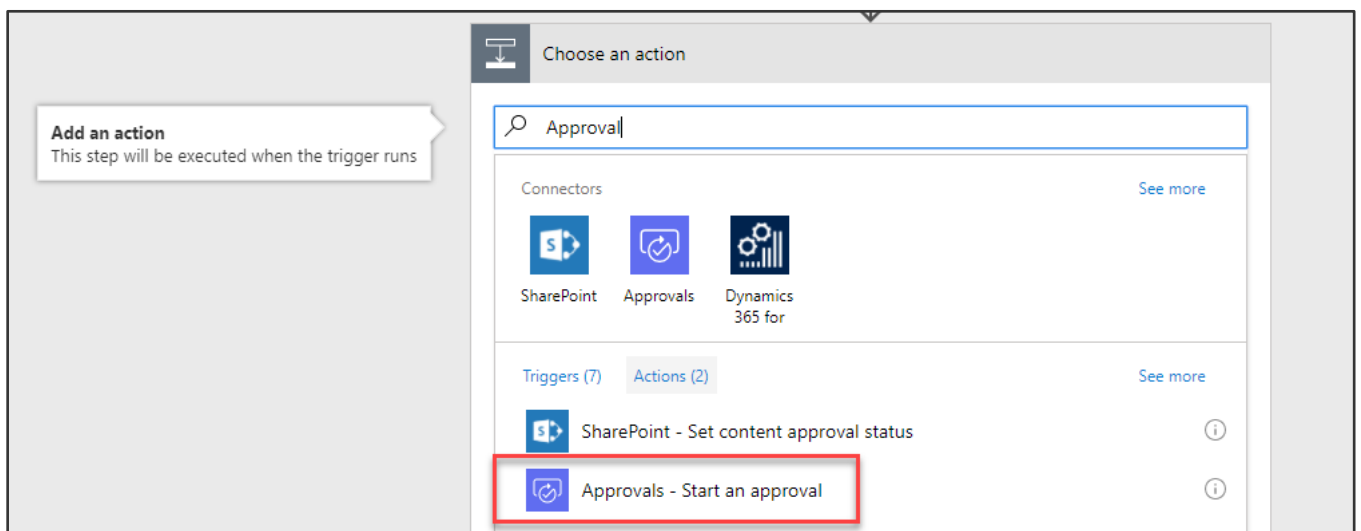 Choose an action
Add an action
This step will be executed when the trigger runs
Approval
Connectors
See more
S
SharePoint
Approvals
Dynamics
365 for
Triggers (7)
Actions (2)
See more
S
SharePoint - Set content approval status
Approvals - Start an approval